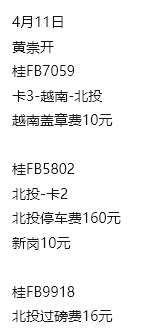 4月11日
黄崇开
桂FB7059
卡3-越南-北投
越南盖章费10元
桂FB5802
北投-卡2
北投停车费160元
新岗10元
桂FB9918
北投过磅费16元